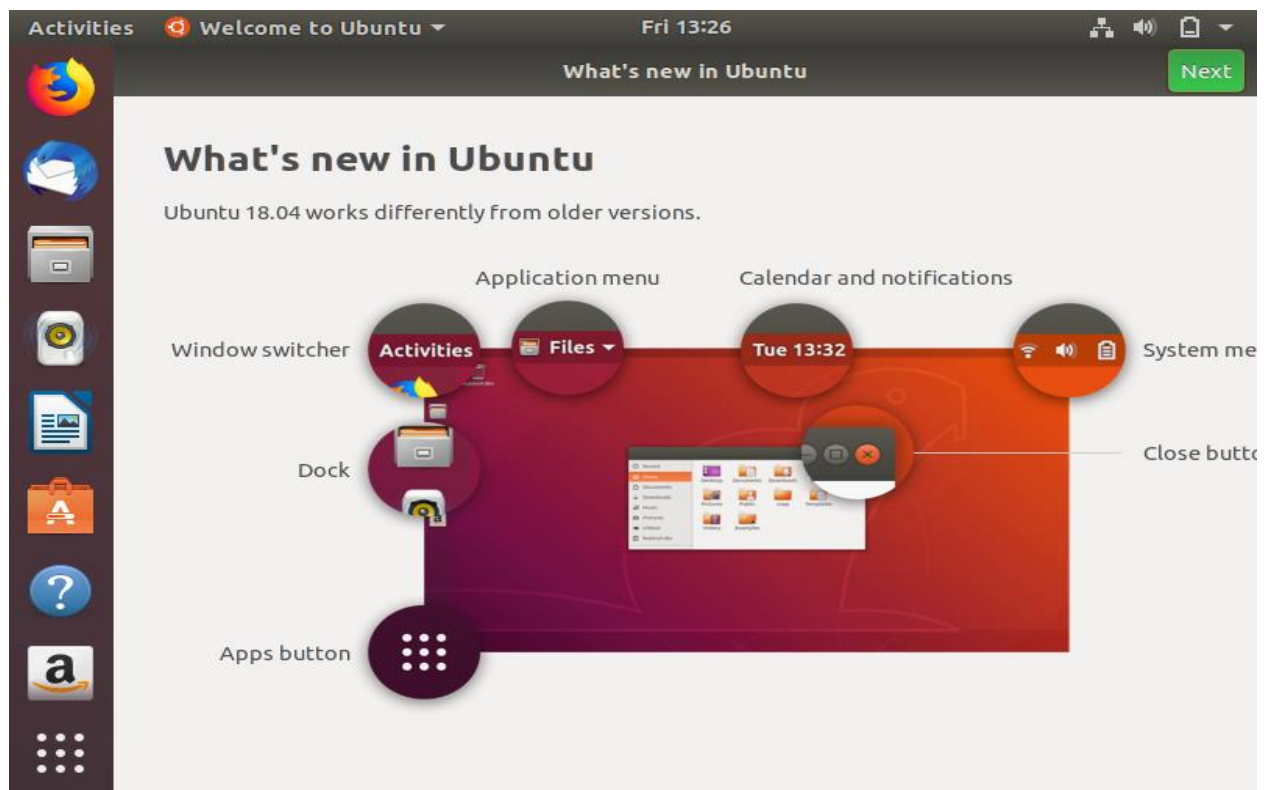 Activities Welcome to Ubuntu Fri 13:26
What's new in Ubuntu Next
What's new in Ubuntu
Ubuntu 18.04 works differently from older versions.
Application menu Calendar and notifications
Window switcher Activities Files Tue 13:32 System me
Dock
Close butto
Apps button
a